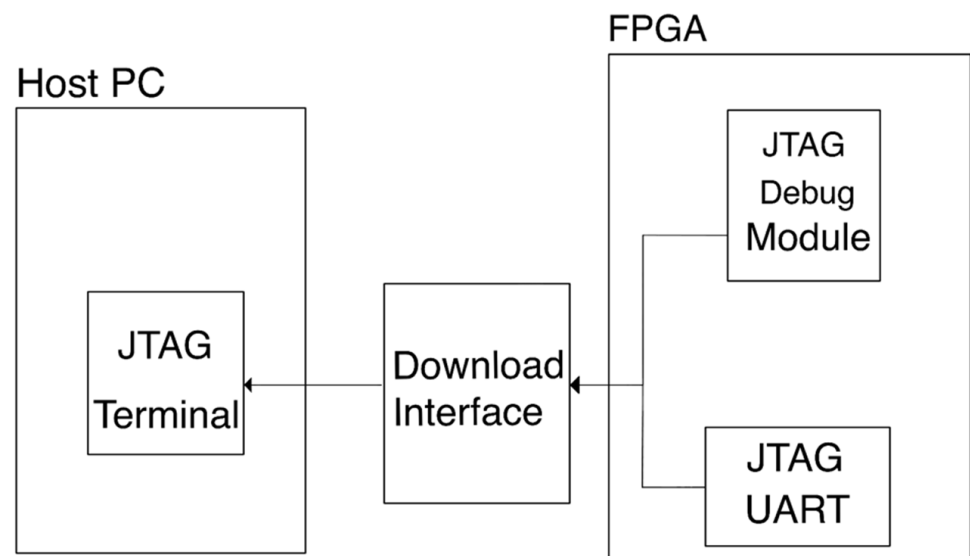 Host PC
JTAG
Terminal
Download
Interface
FPGA
JTAG
Debug
Module
JTAG
UART